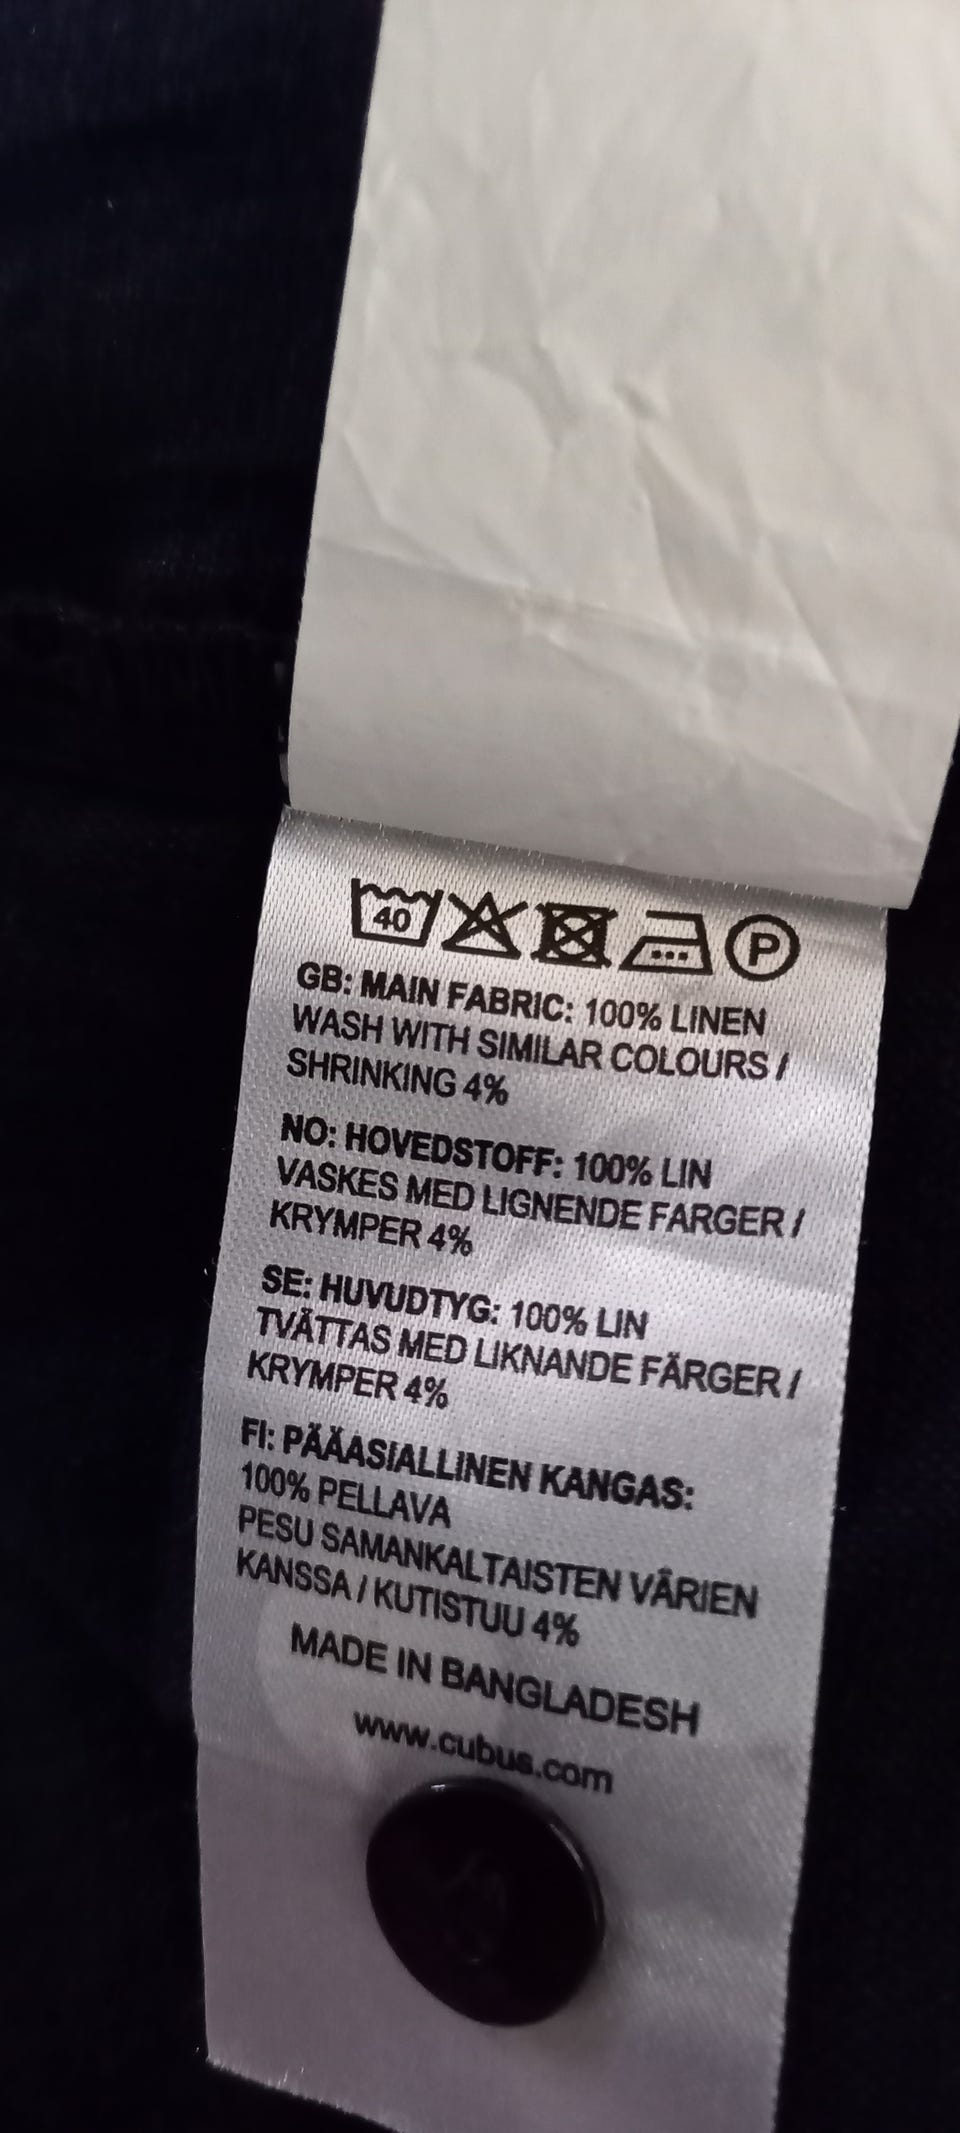 40 P
GB: MAIN FABRIC: 100% LINEN
WASH WITH SIMILAR COLOURS /
SHRINKING 4%
NO: HOVEDSTOFF: 100% LIN
VASKES MED LIGNENDE FARGER /
KRYMPER 4%
SE: HUVUDTYG: 100% LIN
TVÄTTAS MED LIKNANDE FÄRGER /
KRYMPER 4%
FI: PÄÄASIALLINEN KANGAS:
100% PELLAVA
PESU SAMANKALTAISTEN VÄRIEN
KANSSA / KUTISTUU 4%
MADE IN BANGLADESH
www.cubus.com